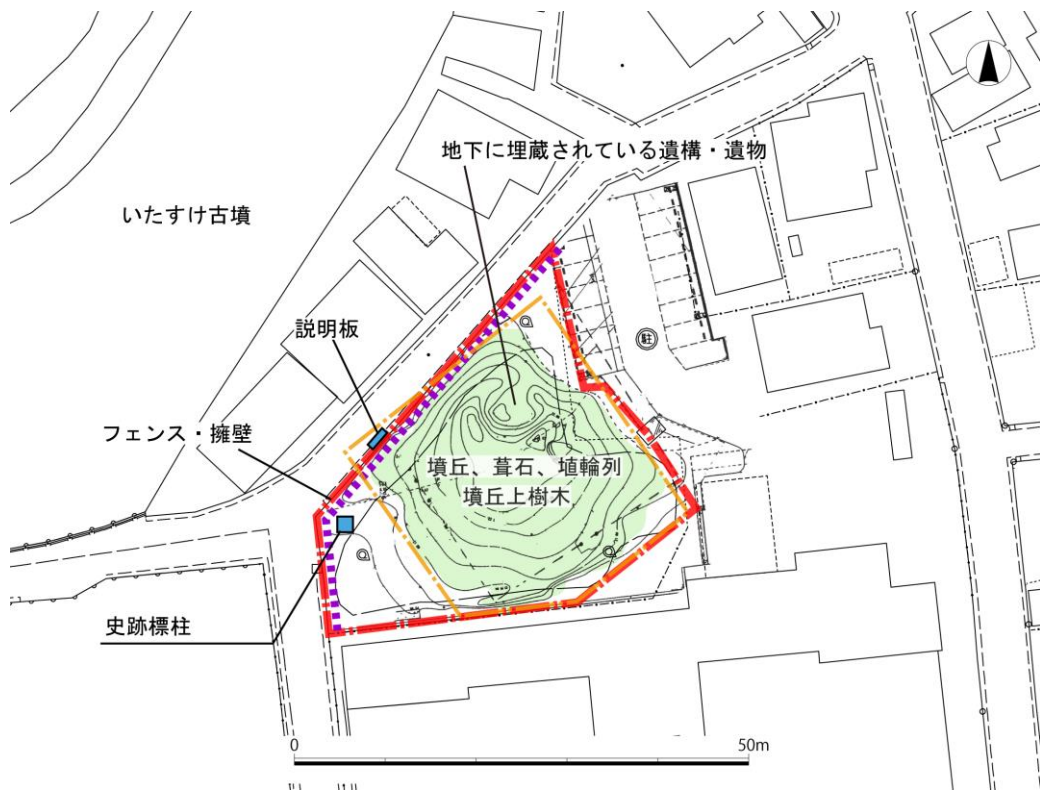 地下に埋蔵されている遺構・遺物
いたすけ古墳
説明板
駐
フェンス・擁壁
墳丘、葺石、埴輪列
墳丘上樹木
史跡標柱
0
50m